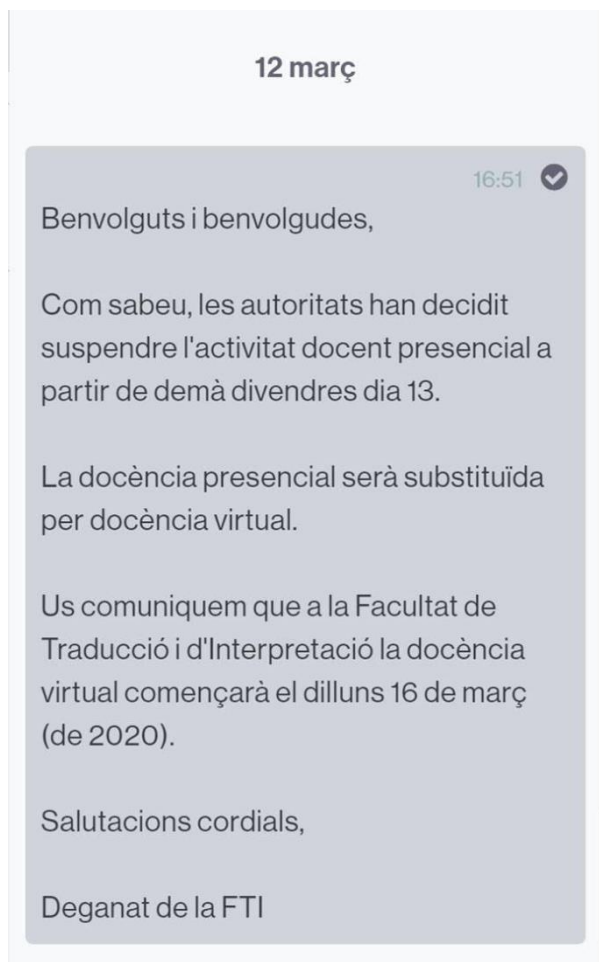 12 març
16:51
Benvolguts i benvolgudes,
Com sabeu, les autoritats han decidit
suspendre l'activitat docent presencial a
partir de demà divendres dia 13.
La docència presencial serà substituïda
per docència virtual.
Us comuniquem que a la Facultat de
Traducció i d'Interpretació la docència
virtual començarà el dilluns 16 de març
(de 2020).
Salutacions cordials,
Deganat de la FTI